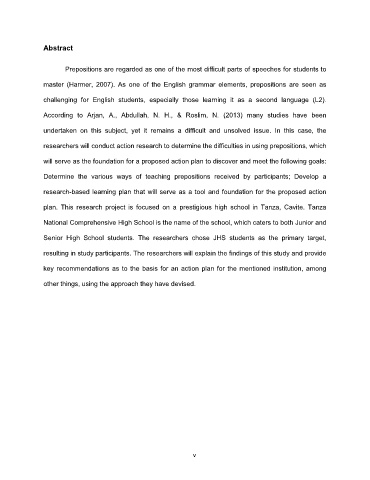 Abstract
Prepositions are regarded as one of the most difficult parts of speeches for students to
master (Harmer, 2007). As one of the English grammar elements, prepositions are seen as
challenging for English students, especially those learning it as a second language (L2).
According to Arjan, A., Abdullah, N. H., & Roslim, N. (2013) many studies have been
undertaken on this subject, yet it remains a difficult and unsolved issue. In this case, the
researchers will conduct action research to determine the difficulties in using prepositions, which
will serve as the foundation for a proposed action plan to discover and meet the following goals:
Determine the various ways of teaching prepositions received by participants; Develop a
research-based learning plan that will serve as a tool and foundation for the proposed action
plan. This research project is focused on a prestigious high school in Tanza, Cavite. Tanza
National Comprehensive High School is the name of the school, which caters to both Junior and
Senior High School students. The researchers chose JHS students as the primary target,
resulting in study participants. The researchers will explain the findings of this study and provide
key recommendations as to the basis for an action plan for the mentioned institution, among
other things, using the approach they have devised.
v